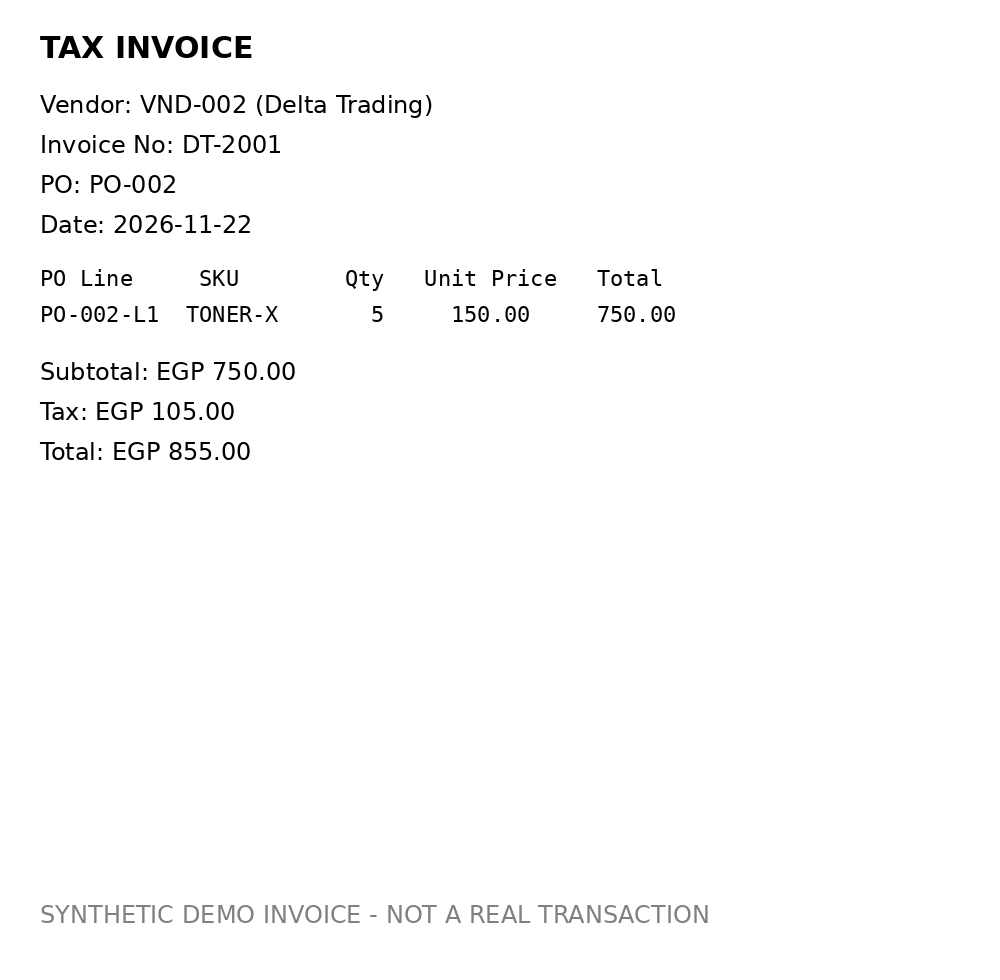 TAX INVOICE
Vendor: VND-002 (Delta Trading)
Invoice No: DT-2001
PO: PO-002
Date: 2026-11-22
PO Line     SKU        Qty   Unit Price   Total
PO-002-L1  TONER-X       5     150.00     750.00
Subtotal: EGP 750.00
Tax: EGP 105.00
Total: EGP 855.00
SYNTHETIC DEMO INVOICE - NOT A REAL TRANSACTION